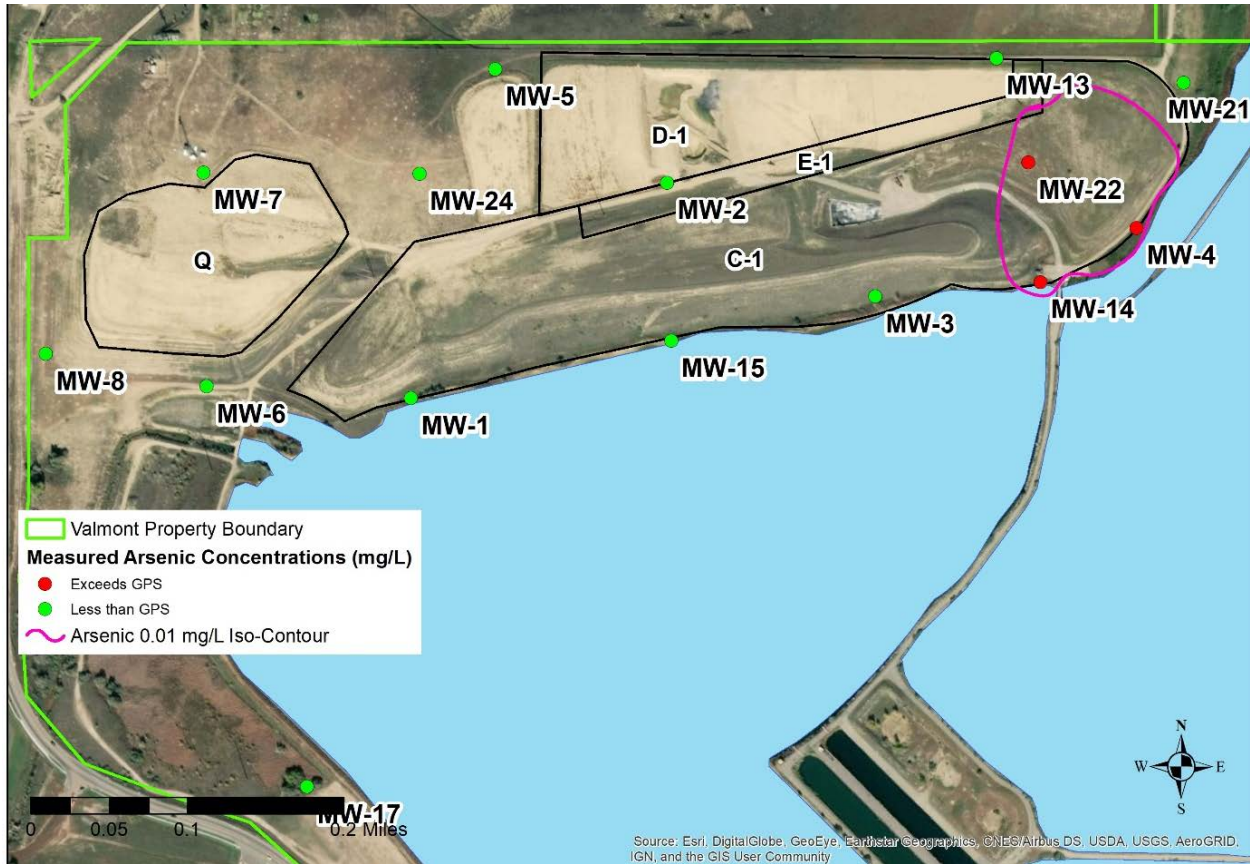 MW-5
MW-13
MW-21
D-1
E-1
MW-7
MW-24
MW-2
MW-22
Q
C-1
MW-4
MW-14
MW-3
MW-15
MW-8
MW-6
MW-1
Valmont Property Boundary
Measured Arsenic Concentrations (mg/L)
Exceeds GPS
Less than GPS
Arsenic 0.01 mg/L Iso-Contour
N
W E
S
MW-17
0 0.05 0.1 0.2 Miles
Source: Esri, DigitalGlobe, GeoEye, Earthstar Geographics, CNES/Airbus DS, USDA, USGS, AeroGRID,
IGN, and the GIS User Community